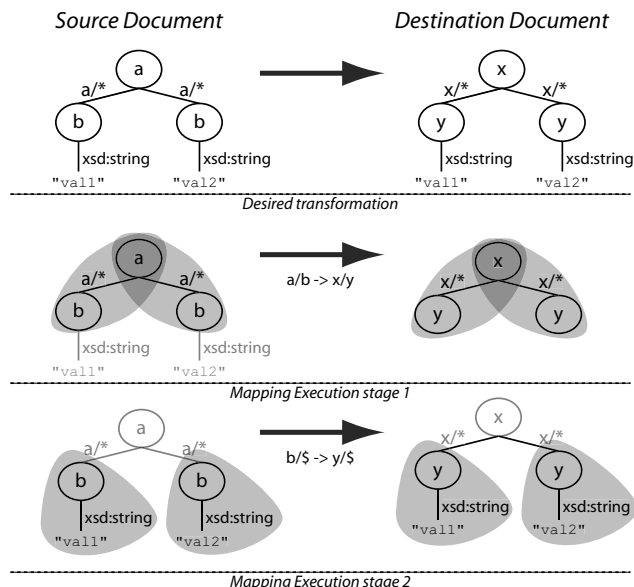 Source Document
Destination Document
a
x
a/* a/*
x/* x/*
b b
y y
xsd:string xsd:string
xsd:string xsd:string
"val1" "val2"
"val1" "val2"
Desired transformation
a
x
a/* a/*
a/b -> x/y
x/* x/*
b b
y y
xsd:string xsd:string
"val1" "val2"
Mapping Execution stage 1
a
x
a/* a/*
b/$ -> y/$
x/* x/*
b b
y y
xsd:string xsd:string
xsd:string xsd:string
"val1" "val2"
"val1" "val2"
Mapping Execution stage 2